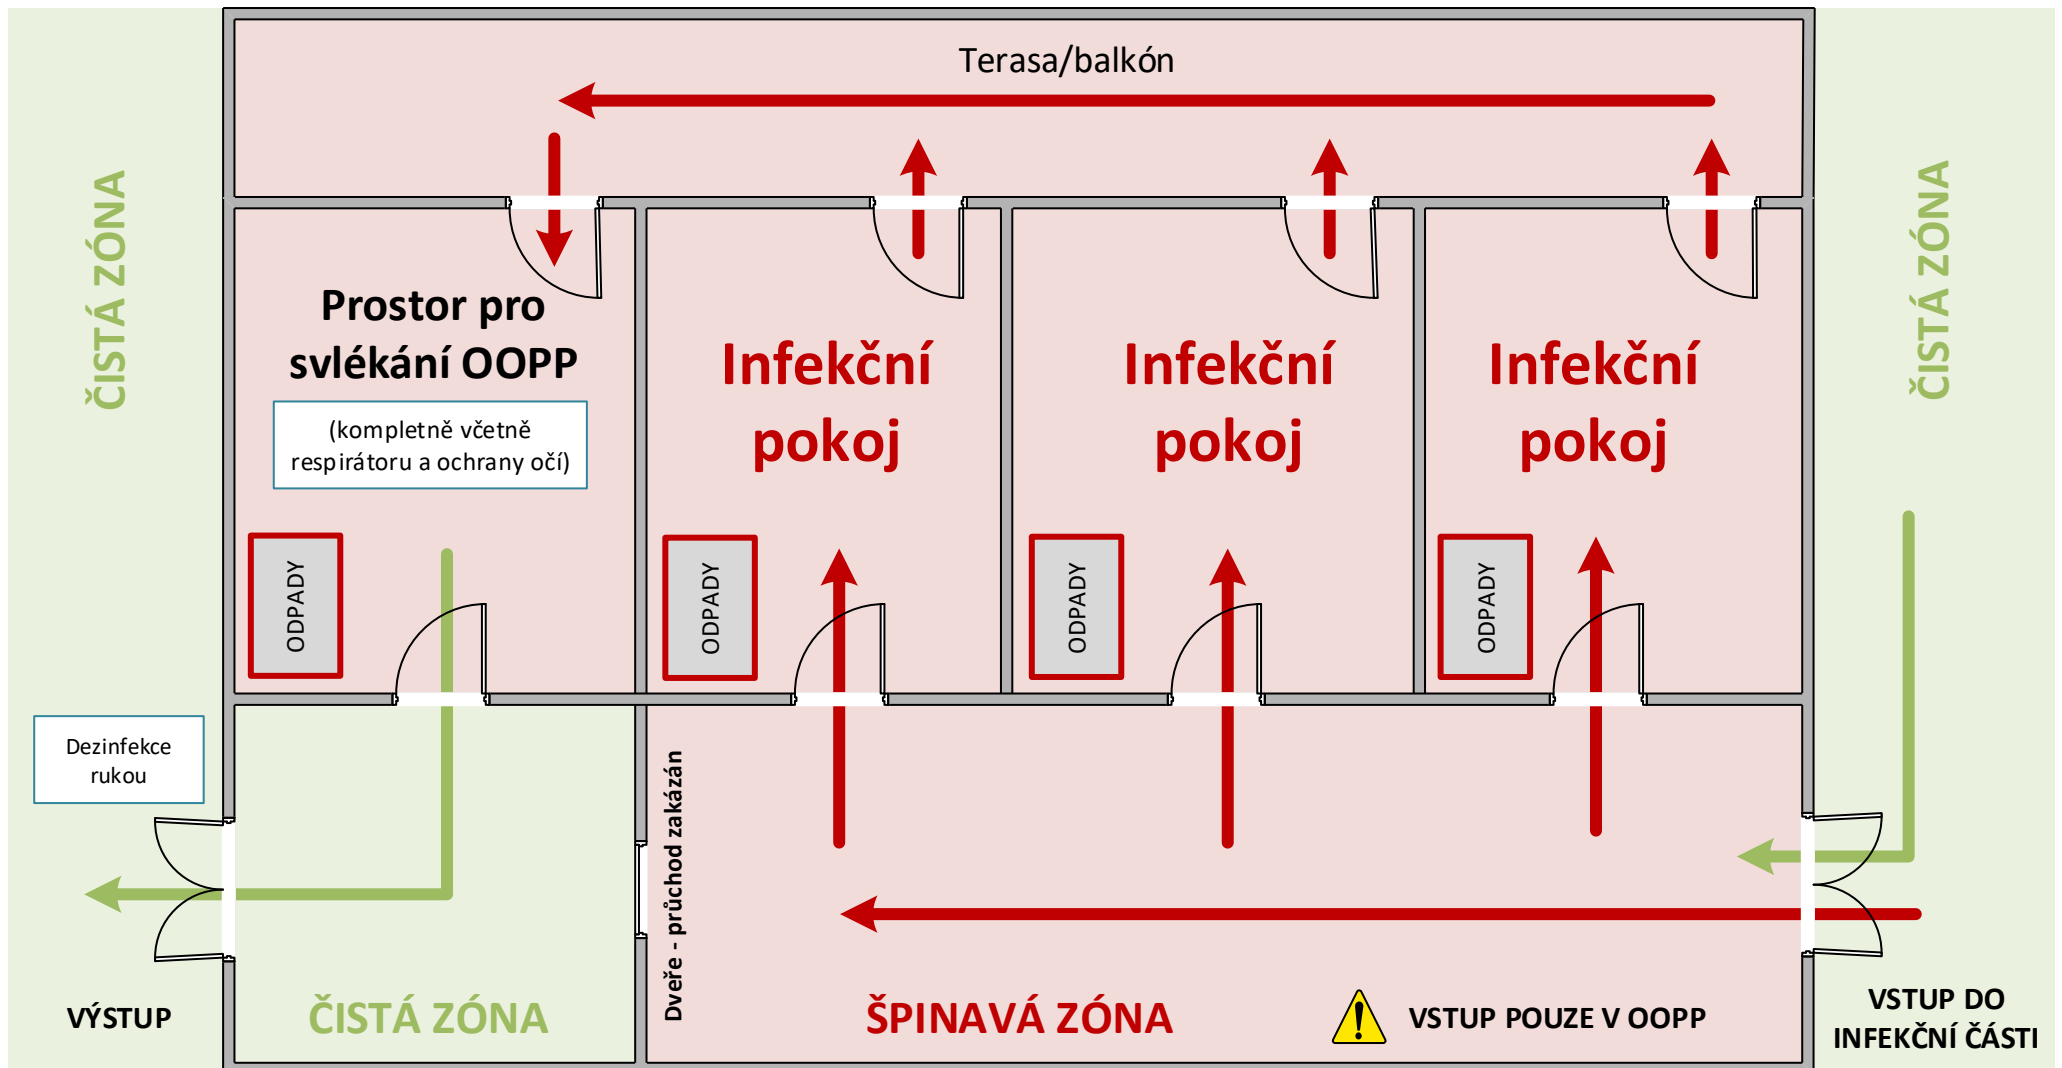 Terasa/balkón
ČISTÁ ZÓNA
ČISTÁ ZÓNA
Prostor pro
svlékání OOPP
(kompletně včetně
respirátoru a ochrany očí)
Infekční
pokoj
Infekční
pokoj
Infekční
pokoj
ODPADY
ODPADY
ODPADY
ODPADY
Dezinfekce
rukou
Dveře - průchod zakázán
VÝSTUP
ČISTÁ ZÓNA
ŠPINAVÁ ZÓNA
VSTUP POUZE V OOPP
VSTUP DO
INFEKČNÍ ČÁSTI